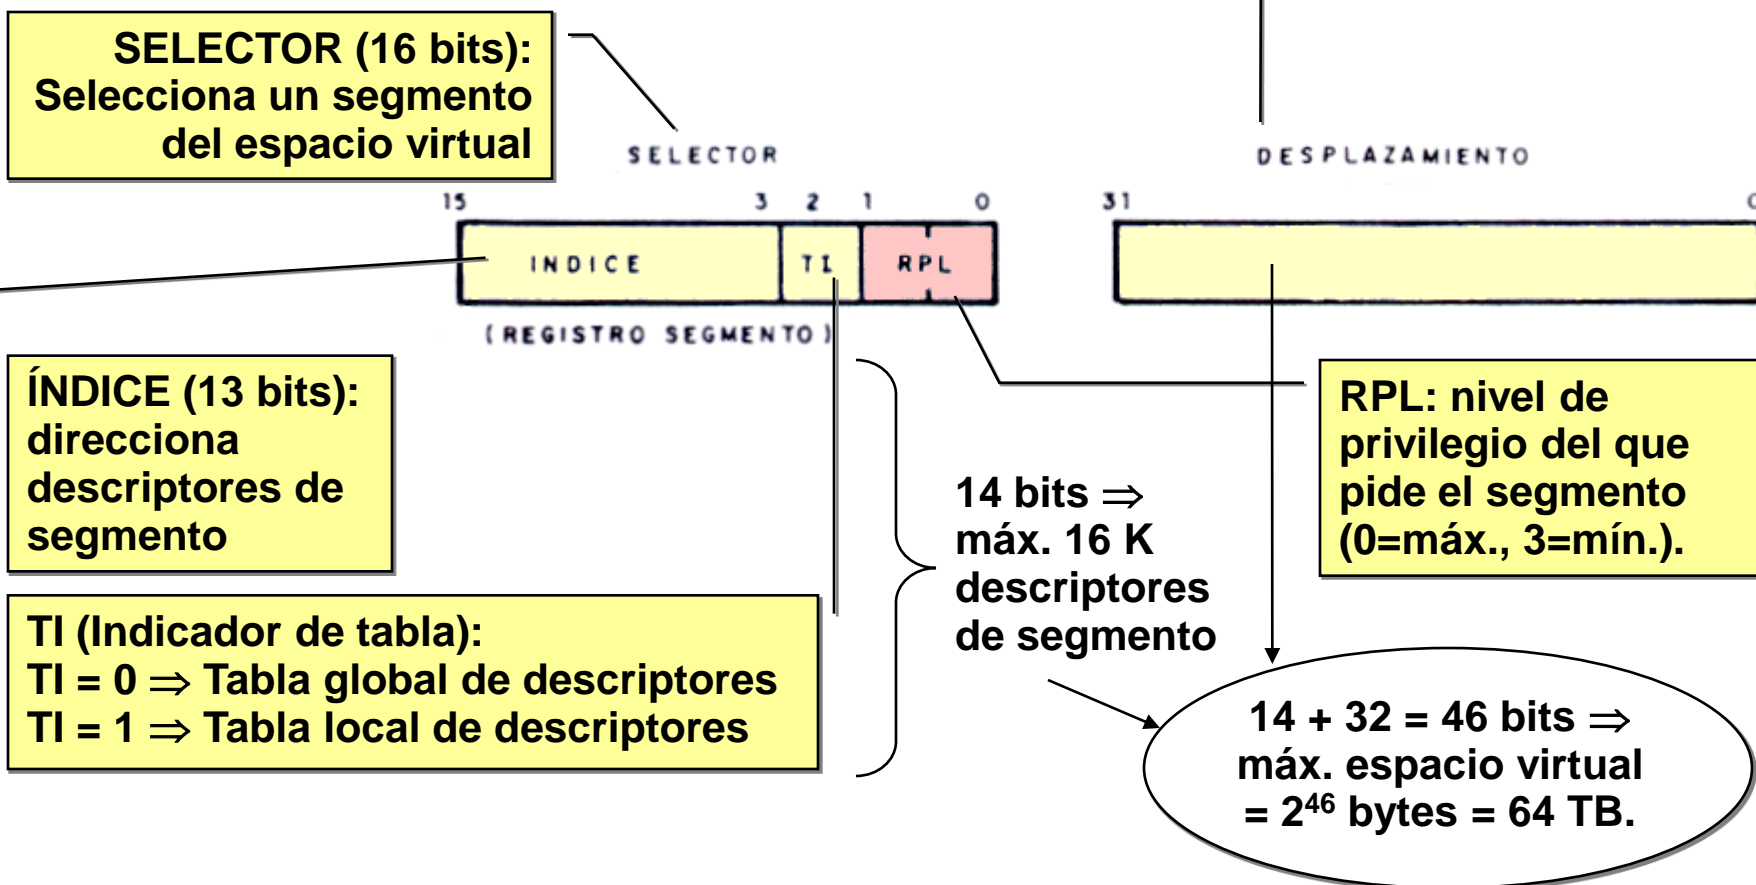 SELECTOR (16 bits):
Selecciona un segmento
del espacio virtual
SELECTOR
DESPLAZAMIENTO
15 3 2 1 0 31 0
INDICE TI RPL
(REGISTRO SEGMENTO)
ÍNDICE (13 bits):
direcciona
descriptores de
segmento
RPL: nivel de
privilegio del que
pide el segmento
(0=máx., 3=mín.).
14 bits ⇒
máx. 16 K
descriptores
de segmento
TI (Indicador de tabla):
TI = 0 ⇒ Tabla global de descriptores
TI = 1 ⇒ Tabla local de descriptores
14 + 32 = 46 bits ⇒
máx. espacio virtual
= 2⁴⁶ bytes = 64 TB.